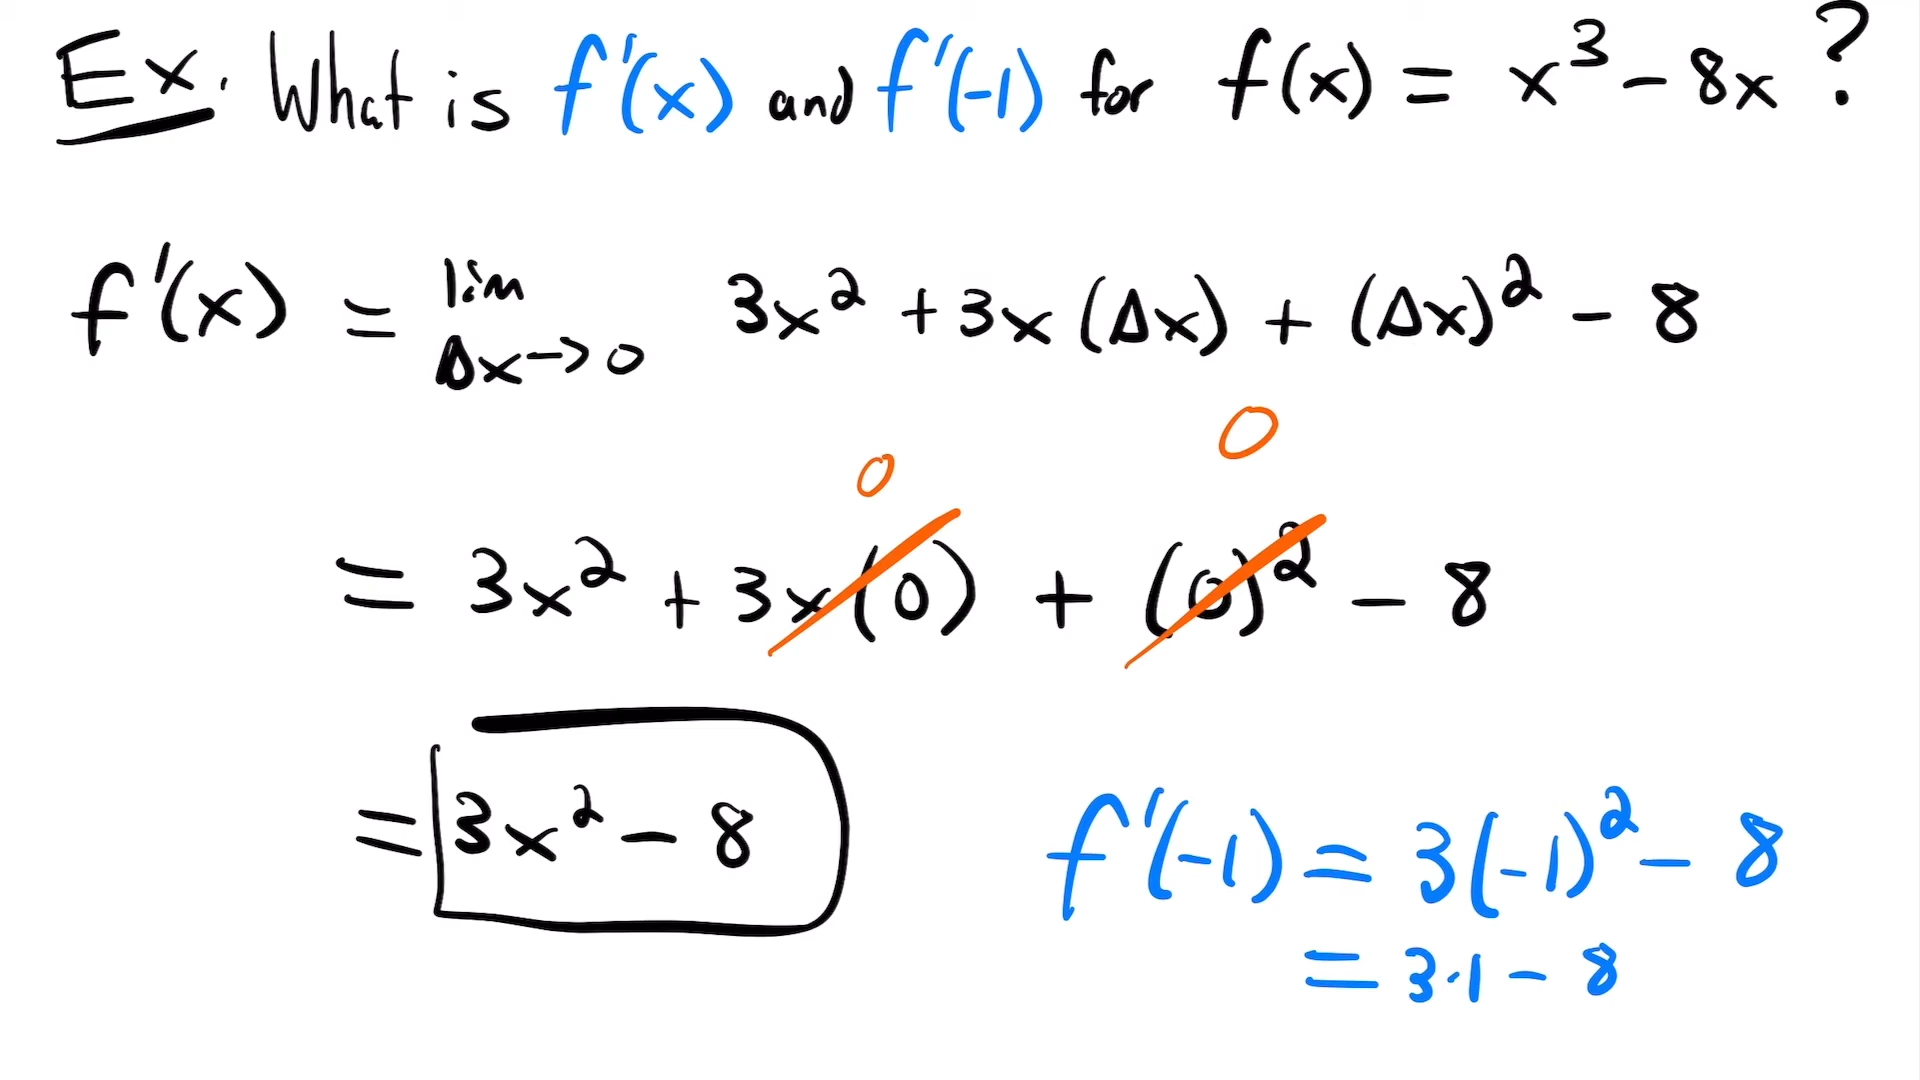 Ex. What is f'(x) and f'(-1) for f(x) = x³ - 8x ?
f'(x) = lim Δx→0 3x² + 3x(Δx) + (Δx)² - 8
0 0
= 3x² + 3x(0) + (0)² - 8
= 3x² - 8
f'(-1) = 3(-1)² - 8
= 3·1 - 8